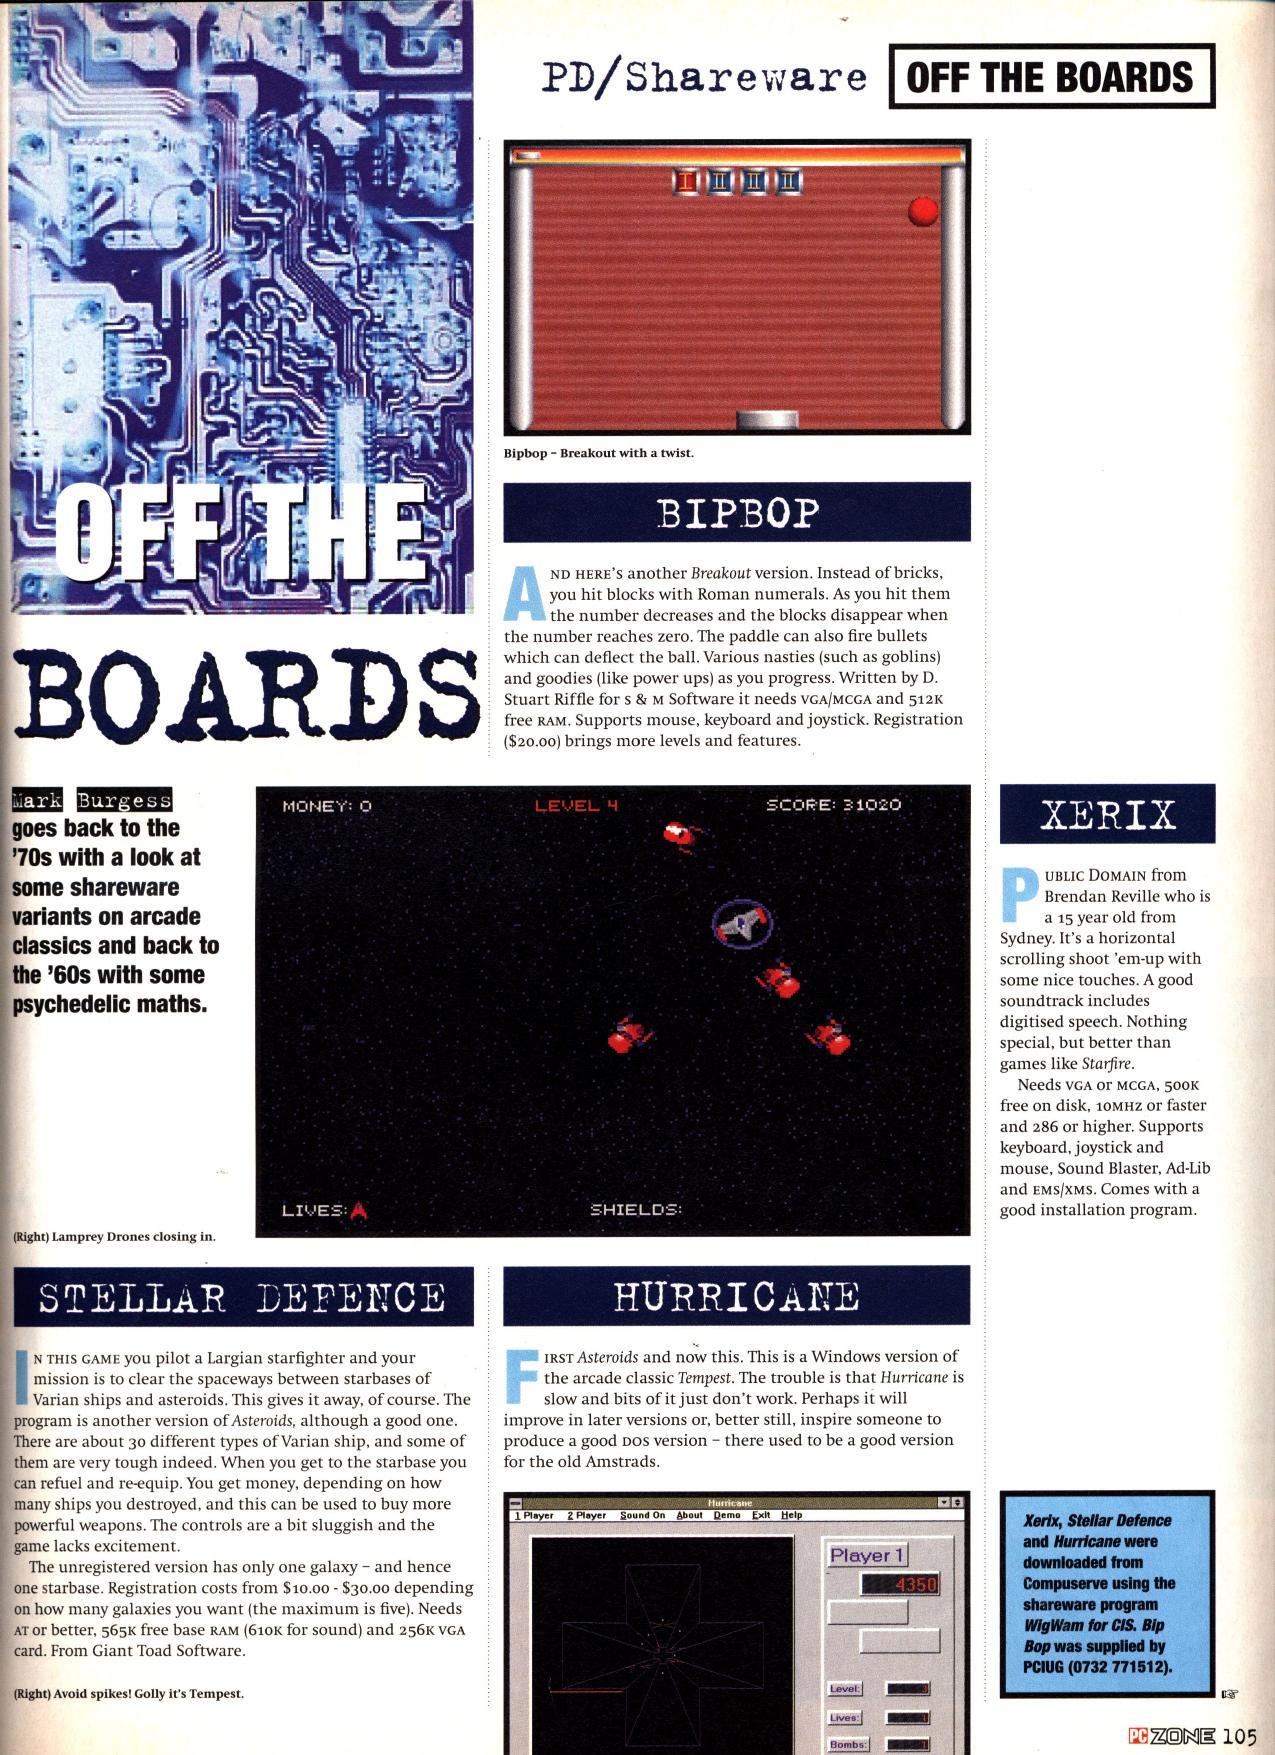 PD/Shareware OFF THE BOARDS
OFF THE
BOARDS
Mark Burgess
goes back to the
'70s with a look at
some shareware
variants on arcade
classics and back to
the '60s with some
psychedelic maths.
I II II II
Bipbop – Breakout with a twist.
BIPBOP
AND HERE'S another Breakout version. Instead of bricks,
you hit blocks with Roman numerals. As you hit them
the number decreases and the blocks disappear when
the number reaches zero. The paddle can also fire bullets
which can deflect the ball. Various nasties (such as goblins)
and goodies (like power ups) as you progress. Written by D.
Stuart Riffle for S & M Software it needs VGA/MCGA and 512K
free RAM. Supports mouse, keyboard and joystick. Registration
($20.00) brings more levels and features.
MONEY: 0 LEVEL 4 SCORE: 31020
LIVES: SHIELDS:
(Right) Lamprey Drones closing in.
STELLAR DEFENCE
IN THIS GAME you pilot a Largian starfighter and your
mission is to clear the spaceways between starbases of
Varian ships and asteroids. This gives it away, of course. The
program is another version of Asteroids, although a good one.
There are about 30 different types of Varian ship, and some of
them are very tough indeed. When you get to the starbase you
can refuel and re-equip. You get money, depending on how
many ships you destroyed, and this can be used to buy more
powerful weapons. The controls are a bit sluggish and the
game lacks excitement.
The unregistered version has only one galaxy – and hence
one starbase. Registration costs from $10.00 - $30.00 depending
on how many galaxies you want (the maximum is five). Needs
AT or better, 565K free base RAM (610K for sound) and 256K VGA
card. From Giant Toad Software.
(Right) Avoid spikes! Golly it's Tempest.
HURRICANE
FIRST Asteroids and now this. This is a Windows version of
the arcade classic Tempest. The trouble is that Hurricane is
slow and bits of it just don't work. Perhaps it will
improve in later versions or, better still, inspire someone to
produce a good DOS version – there used to be a good version
for the old Amstrads.
Hurricane
1 Player 2 Player Sound On About Demo Exit Help
Player 1
4350
Level:
Lives:
Bombs:
XERIX
PUBLIC DOMAIN from
Brendan Reville who is
a 15 year old from
Sydney. It's a horizontal
scrolling shoot 'em-up with
some nice touches. A good
soundtrack includes
digitised speech. Nothing
special, but better than
games like Starfire.
Needs VGA or MCGA, 500K
free on disk, 10MHZ or faster
and 286 or higher. Supports
keyboard, joystick and
mouse, Sound Blaster, Ad-Lib
and EMS/XMS. Comes with a
good installation program.
Xerix, Stellar Defence
and Hurricane were
downloaded from
Compuserve using the
shareware program
WigWam for CIS. Bip
Bop was supplied by
PCIUG (0732 771512).
PC ZONE 105